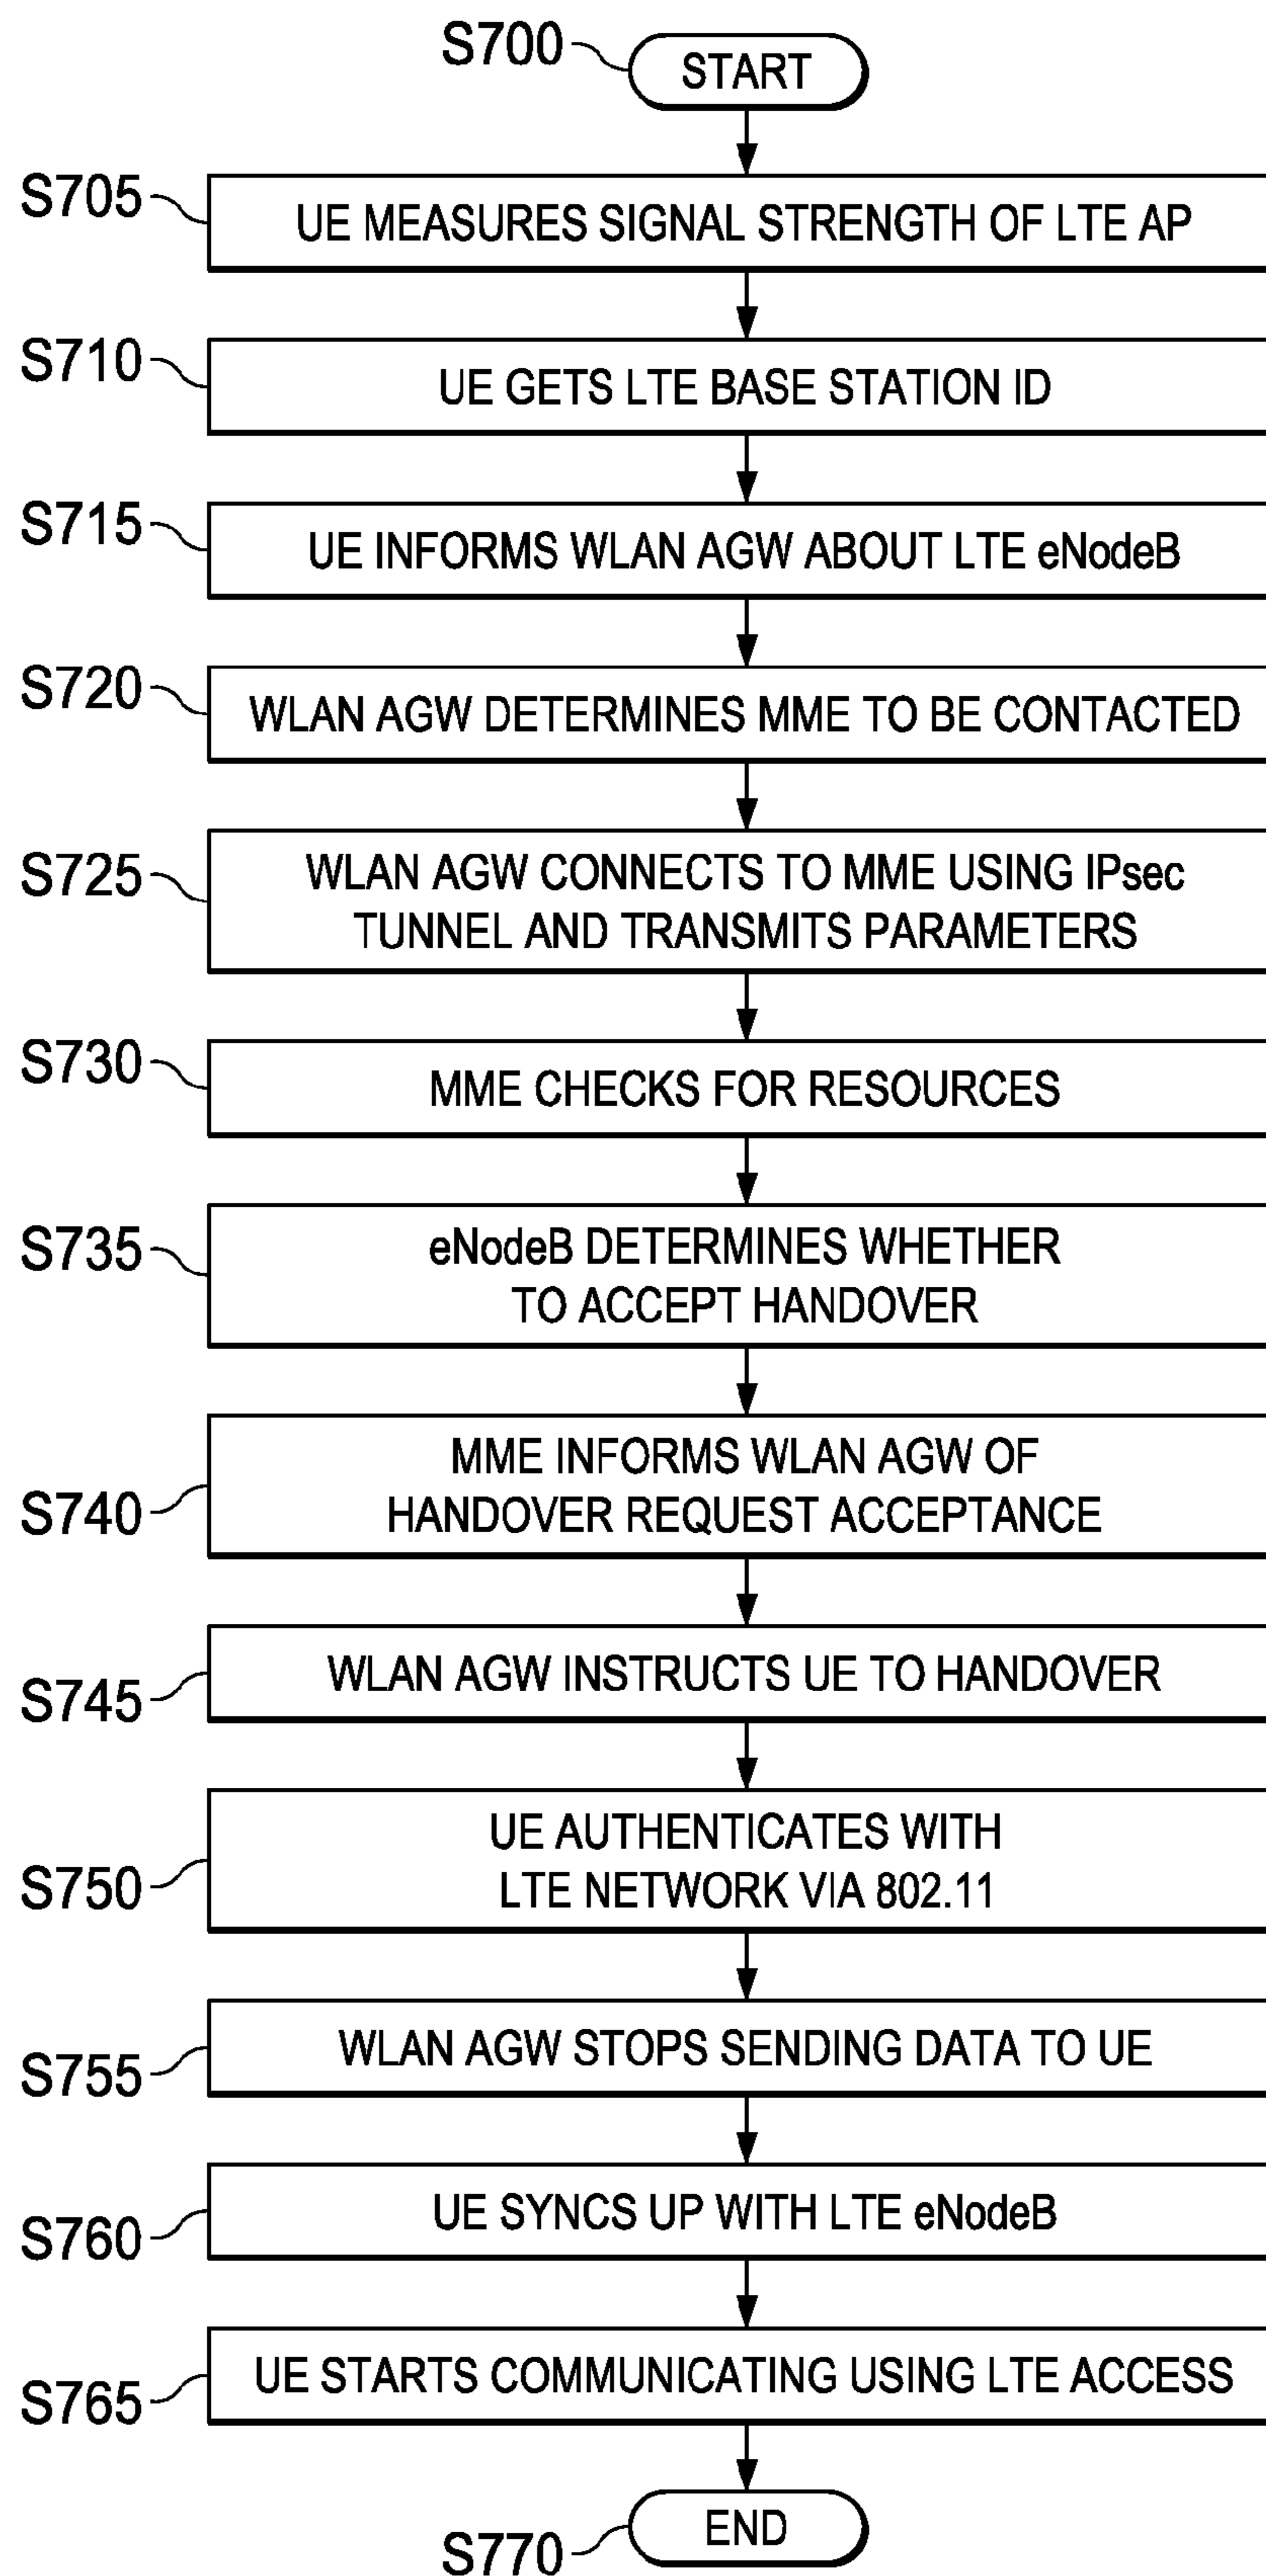 S700
START
S705
UE MEASURES SIGNAL STRENGTH OF LTE AP
S710
UE GETS LTE BASE STATION ID
S715
UE INFORMS WLAN AGW ABOUT LTE eNodeB
S720
WLAN AGW DETERMINES MME TO BE CONTACTED
S725
WLAN AGW CONNECTS TO MME USING IPsec
TUNNEL AND TRANSMITS PARAMETERS
S730
MME CHECKS FOR RESOURCES
S735
eNodeB DETERMINES WHETHER
TO ACCEPT HANDOVER
S740
MME INFORMS WLAN AGW OF
HANDOVER REQUEST ACCEPTANCE
S745
WLAN AGW INSTRUCTS UE TO HANDOVER
S750
UE AUTHENTICATES WITH
LTE NETWORK VIA 802.11
S755
WLAN AGW STOPS SENDING DATA TO UE
S760
UE SYNCS UP WITH LTE eNodeB
S765
UE STARTS COMMUNICATING USING LTE ACCESS
S770
END